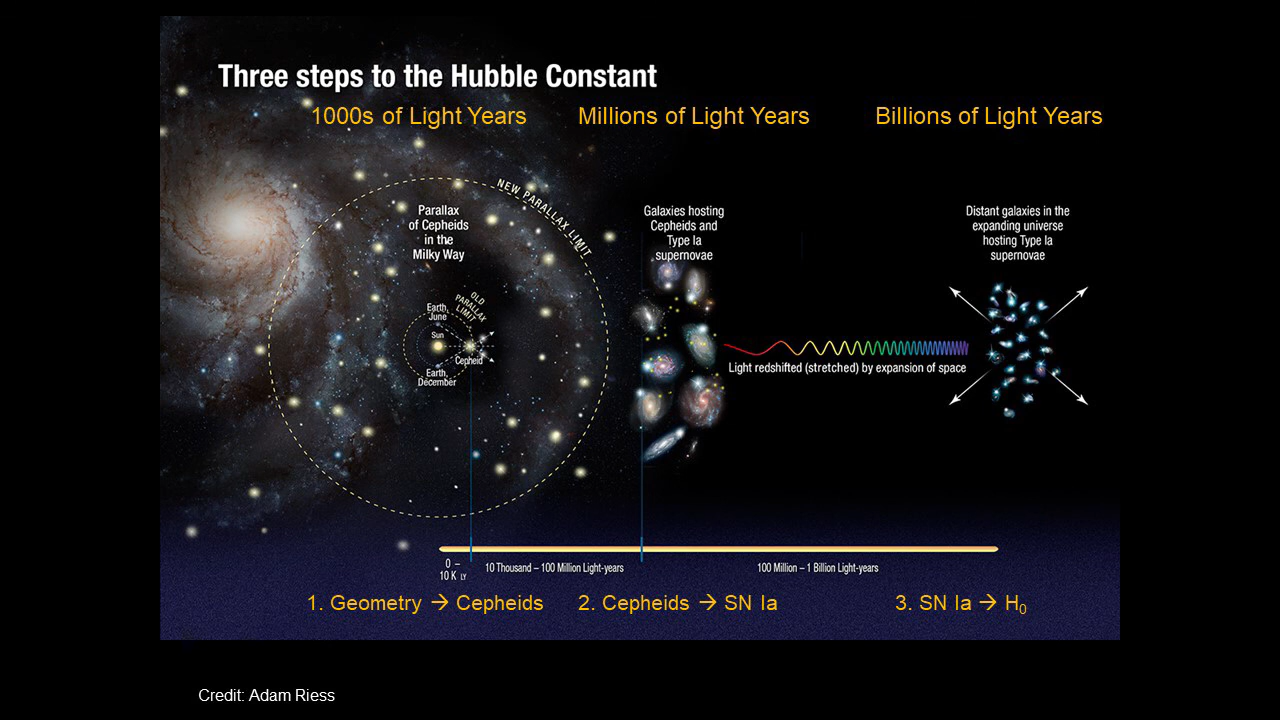 Three steps to the Hubble Constant
1000s of Light Years
Millions of Light Years
Billions of Light Years
NEW PARALLAX LIMIT
Parallax
of Cepheids
in the
Milky Way
Galaxies hosting
Cepheids and
Type Ia
supernovae
Distant galaxies in the
expanding universe
hosting Type Ia
supernovae
OLD
PARALLAX
LIMIT
Earth,
June
Sun
Cepheid
Earth,
December
Light redshifted (stretched) by expansion of space
0 –
10 K LY
10 Thousand – 100 Million Light-years
100 Million – 1 Billion Light-years
1. Geometry → Cepheids
2. Cepheids → SN Ia
3. SN Ia → H₀
Credit: Adam Riess